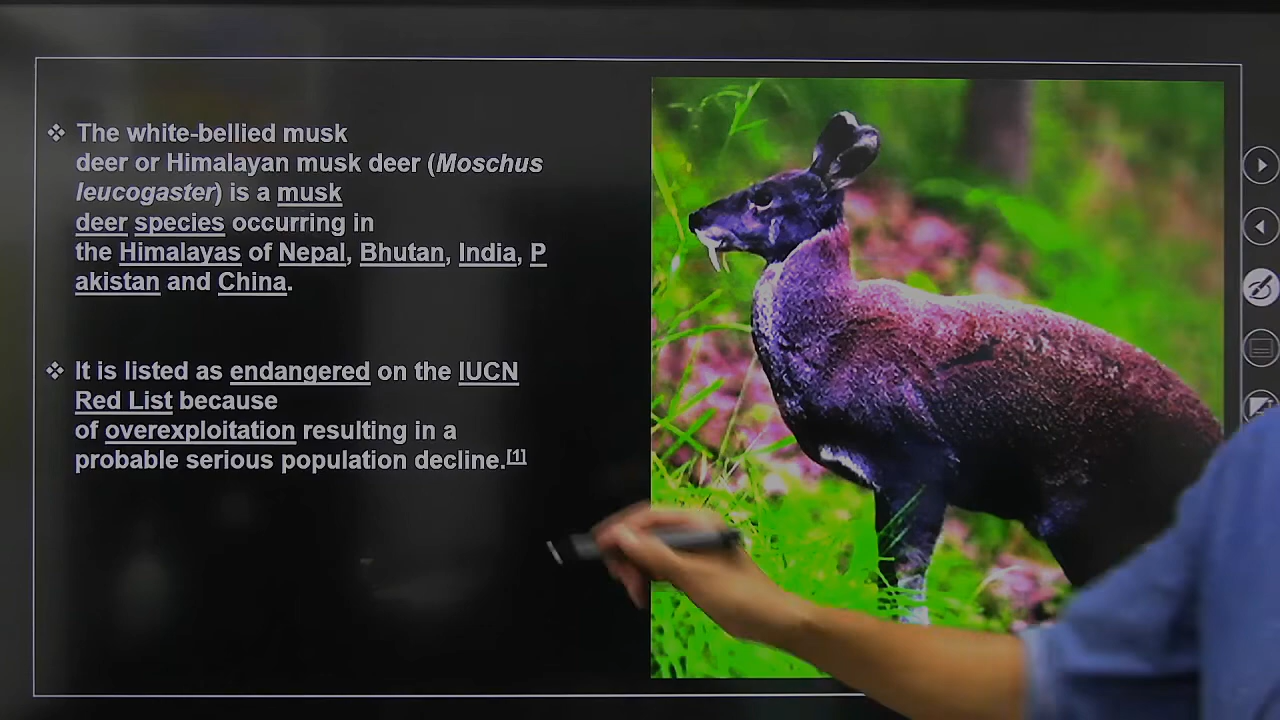 ❖ The white-bellied musk
deer or Himalayan musk deer (Moschus
leucogaster) is a musk
deer species occurring in
the Himalayas of Nepal, Bhutan, India, P
akistan and China.
❖ It is listed as endangered on the IUCN
Red List because
of overexploitation resulting in a
probable serious population decline.[1]